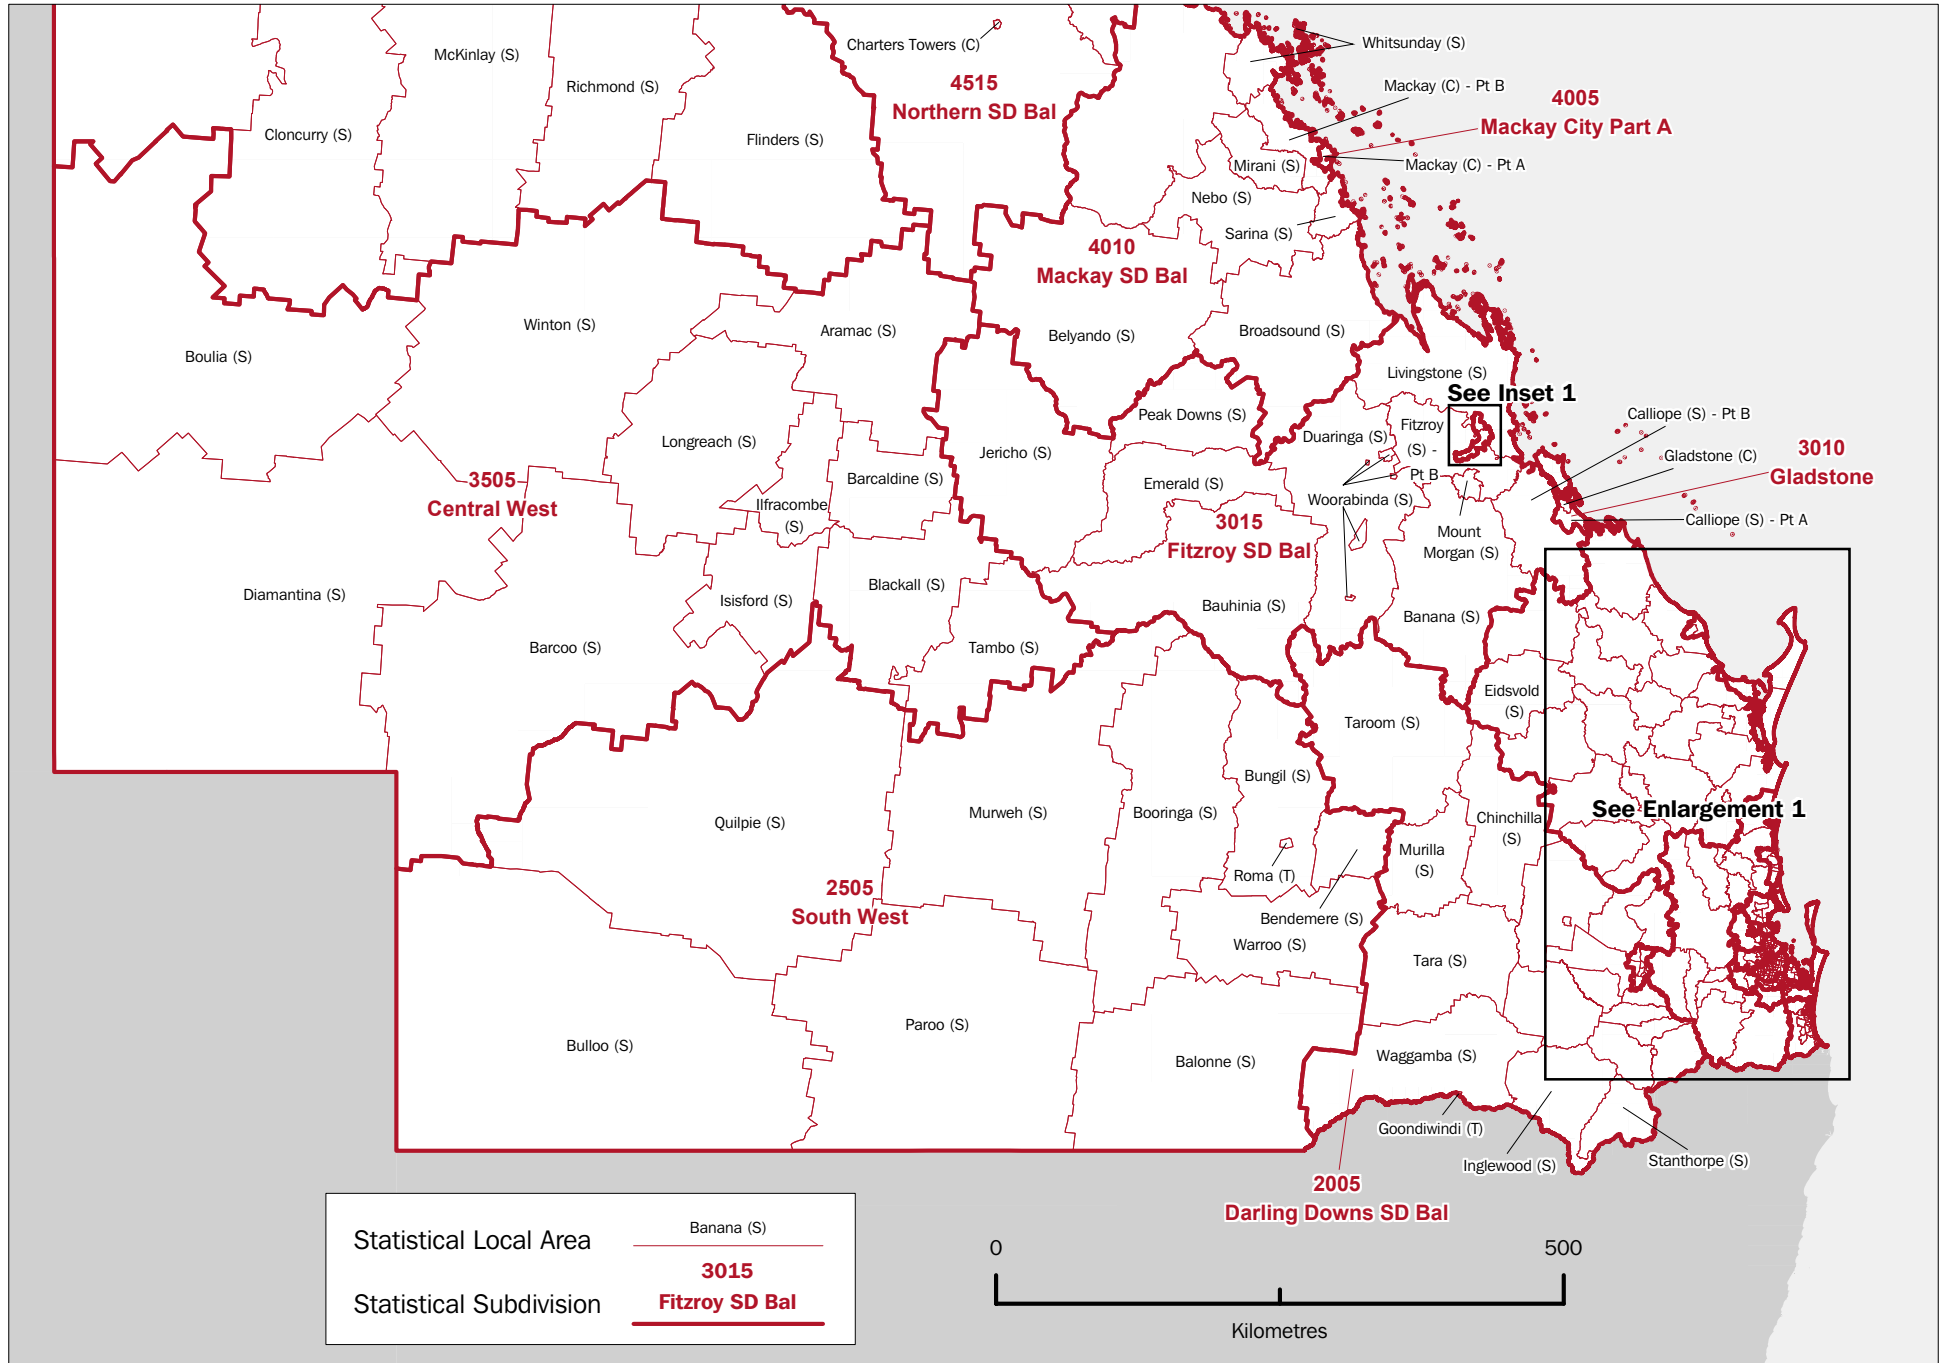 Whitsunday (S)
Charters Towers (C)
McKinlay (S)
Richmond (S)
4515
Northern SD Bal
Mackay (C) - Pt B
4005
Mackay City Part A
Cloncurry (S)
Flinders (S)
Mirani (S)
Mackay (C) - Pt A
Nebo (S)
Sarina (S)
4010
Mackay SD Bal
Winton (S)
Aramac (S)
Belyando (S)
Broadsound (S)
Boulia (S)
Livingstone (S)
See Inset 1
Peak Downs (S)
Calliope (S) - Pt B
Longreach (S)
Jericho (S)
Duaringa (S)
Fitzroy
(S) -
Pt B
Gladstone (C)
3010
Gladstone
3505
Central West
Barcaldine (S)
Emerald (S)
Woorabinda (S)
Ilfracombe
(S)
3015
Fitzroy SD Bal
Mount
Morgan (S)
Calliope (S) - Pt A
Diamantina (S)
Isisford (S)
Blackall (S)
Bauhinia (S)
Banana (S)
Barcoo (S)
Tambo (S)
Eidsvold
(S)
Taroom (S)
Bungil (S)
Quilpie (S)
Murweh (S)
Booringa (S)
Chinchilla
(S)
See Enlargement 1
Murilla
(S)
Roma (T)
2505
South West
Bendemere (S)
Warroo (S)
Tara (S)
Paroo (S)
Bulloo (S)
Balonne (S)
Waggamba (S)
Goondiwindi (T)
Inglewood (S)
Stanthorpe (S)
2005
Darling Downs SD Bal
Statistical Local Area
Banana (S)
3015
Statistical Subdivision
Fitzroy SD Bal
0
500
Kilometres